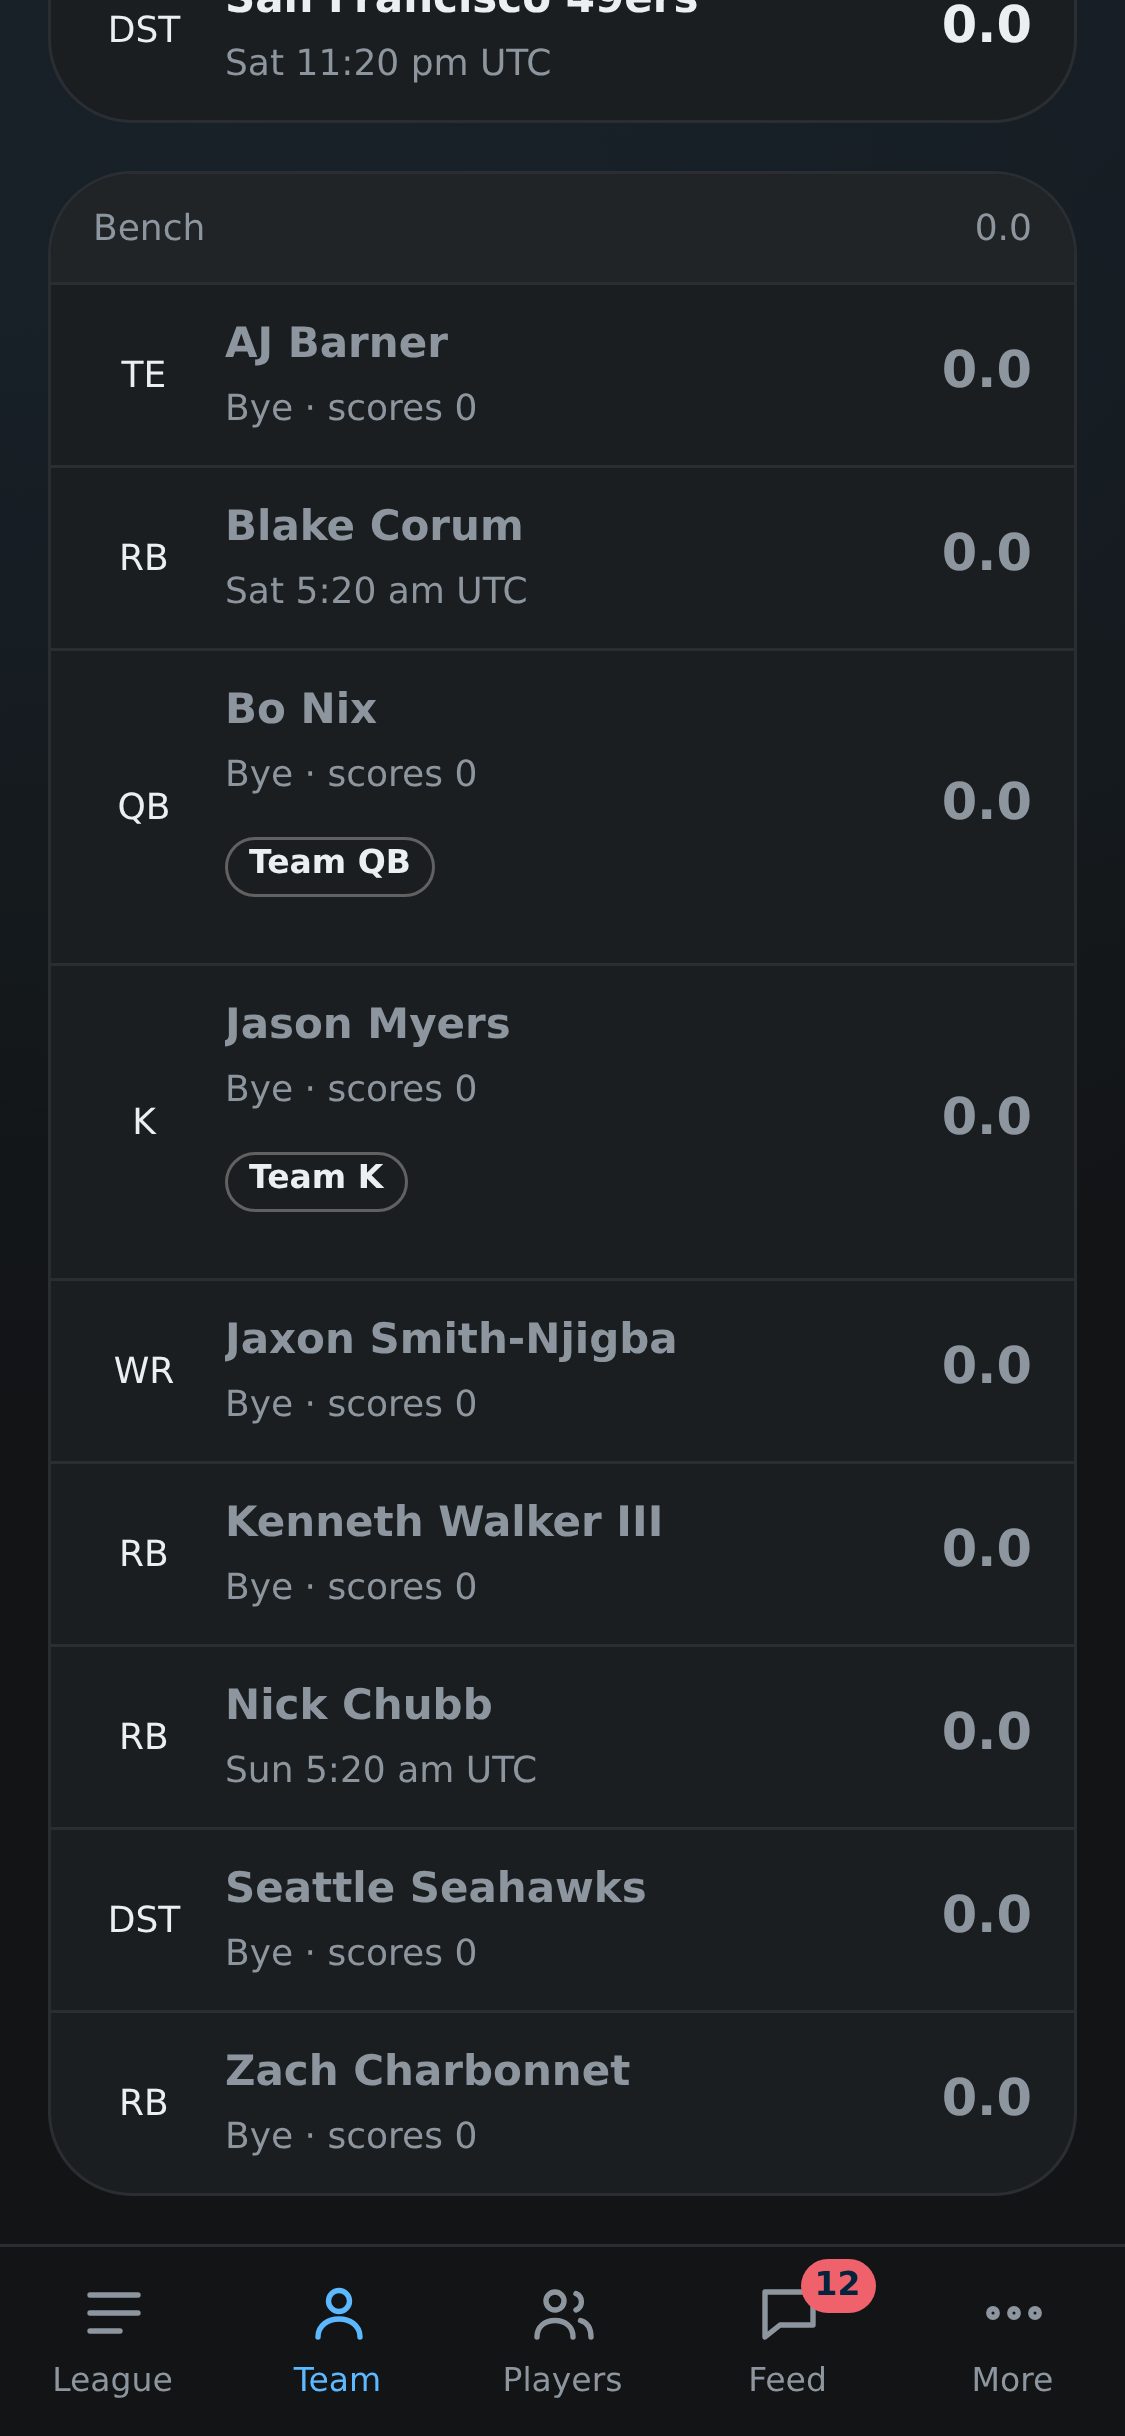 San Francisco 49ers
DST
0.0
Sat 11:20 pm UTC
Bench
0.0
AJ Barner
TE
0.0
Bye · scores 0
Blake Corum
RB
0.0
Sat 5:20 am UTC
Bo Nix
Bye · scores 0
QB
0.0
Team QB
Jason Myers
Bye · scores 0
K
0.0
Team K
Jaxon Smith-Njigba
WR
0.0
Bye · scores 0
Kenneth Walker III
RB
0.0
Bye · scores 0
Nick Chubb
RB
0.0
Sun 5:20 am UTC
Seattle Seahawks
DST
0.0
Bye · scores 0
Zach Charbonnet
RB
0.0
Bye · scores 0
12
League
Team
Players
Feed
More